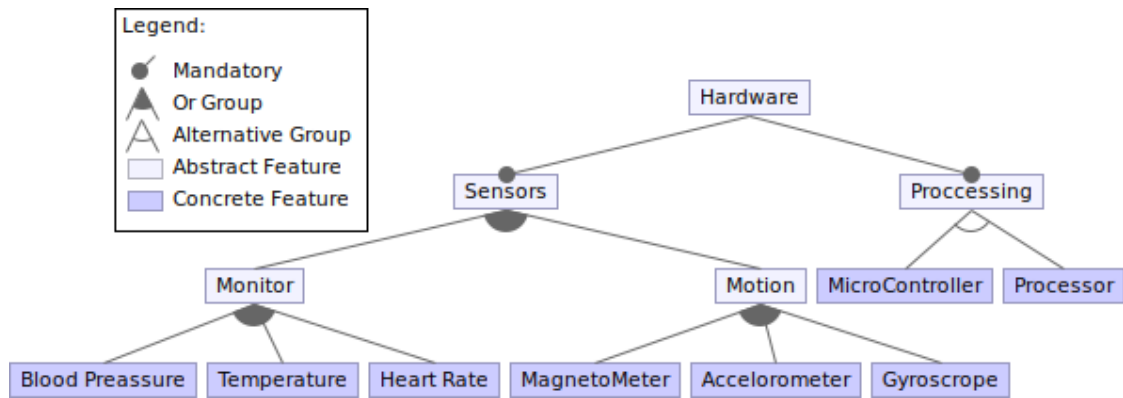 Legend:
Mandatory
Or Group
Alternative Group
Abstract Feature
Concrete Feature
Hardware
Sensors
Proccessing
Monitor
Motion
MicroController
Processor
Blood Preassure
Temperature
Heart Rate
MagnetoMeter
Accelorometer
Gyroscrope